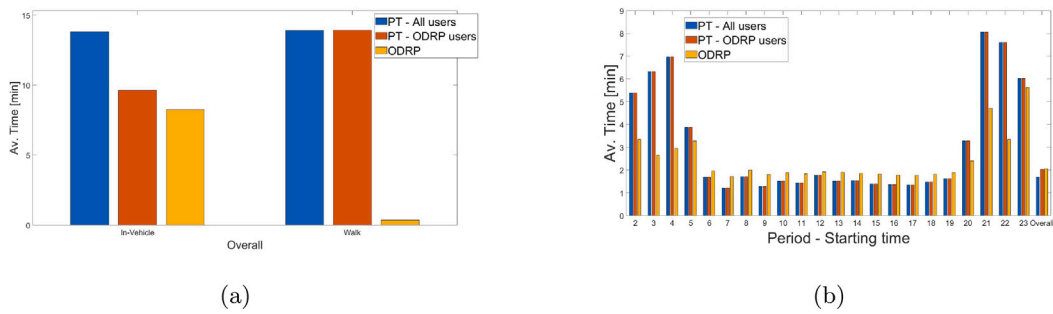 15
10
5
0
Av. Time [min]
PT - All users
PT - ODRP users
ODRP
In-Vehicle
Walk
Overall
(a)
9
8
7
6
5
4
3
2
1
0
Av. Time [min]
PT - All users
PT - ODRP users
ODRP
2 3 4 5 6 7 8 9 10 11 12 13 14 15 16 17 18 19 20 21 22 23 Overall
Period - Starting time
(b)